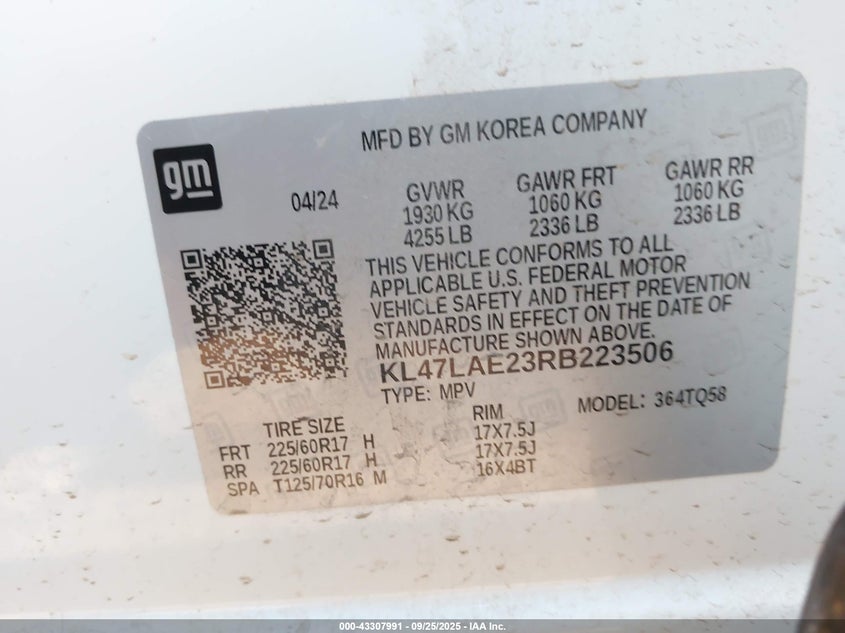 MFD BY GM KOREA COMPANY
gm
04/24
GVWR GAWR FRT GAWR RR
1930 KG 1060 KG 1060 KG
4255 LB 2336 LB 2336 LB
THIS VEHICLE CONFORMS TO ALL
APPLICABLE U.S. FEDERAL MOTOR
VEHICLE SAFETY AND THEFT PREVENTION
STANDARDS IN EFFECT ON THE DATE OF
MANUFACTURE SHOWN ABOVE.
KL47LAE23RB223506
TYPE: MPV MODEL: 364TQ58
TIRE SIZE RIM
FRT 225/60R17 H 17X7.5J
RR 225/60R17 H 17X7.5J
SPA T125/70R16 M 16X4BT
000-43307991 - 09/25/2025 - IAA Inc.